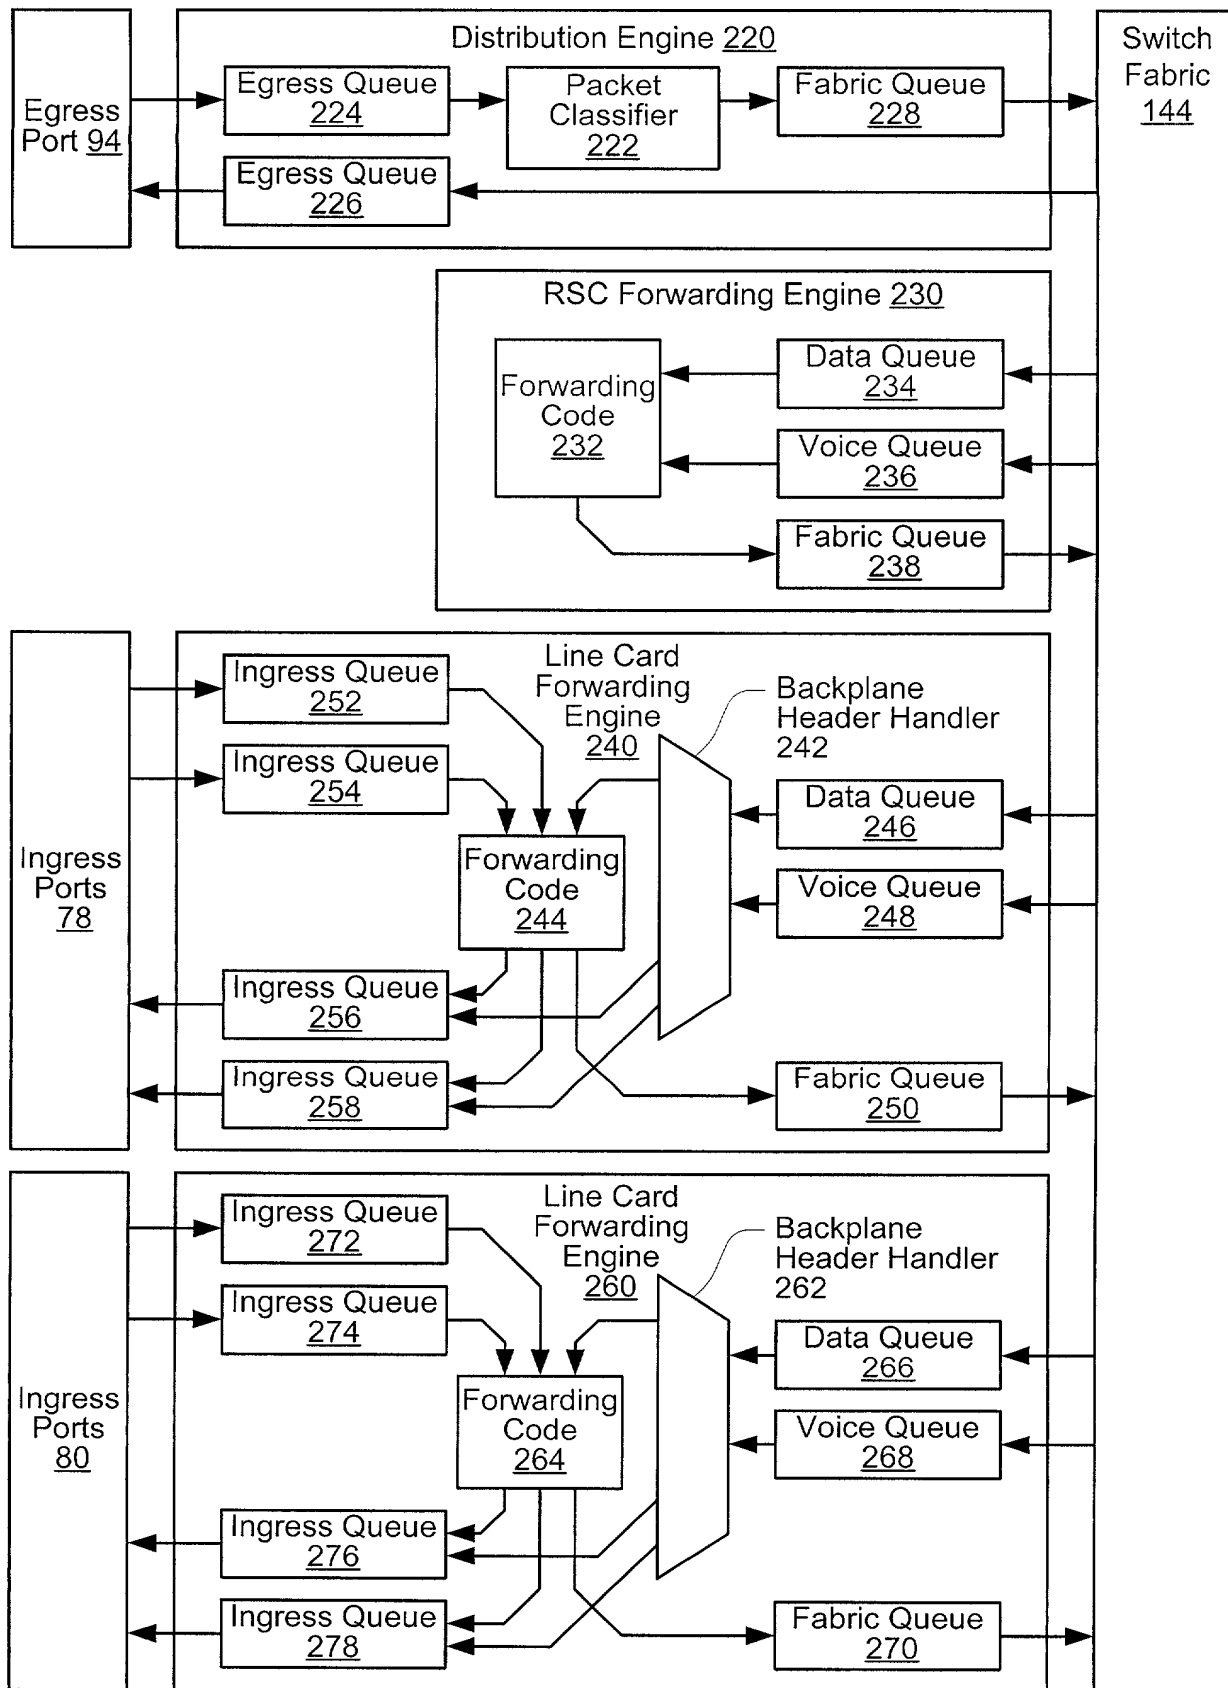 Distribution Engine 220
Switch
Fabric
144
Egress
Port 94
Egress Queue
224
Packet
Classifier
222
Fabric Queue
228
Egress Queue
226
RSC Forwarding Engine 230
Forwarding
Code
232
Data Queue
234
Voice Queue
236
Fabric Queue
238
Ingress
Ports
78
Ingress Queue
252
Line Card
Forwarding
Engine
240
Backplane
Header Handler
242
Ingress Queue
254
Data Queue
246
Forwarding
Code
244
Voice Queue
248
Ingress Queue
256
Ingress Queue
258
Fabric Queue
250
Ingress
Ports
80
Ingress Queue
272
Line Card
Forwarding
Engine
260
Backplane
Header Handler
262
Ingress Queue
274
Data Queue
266
Forwarding
Code
264
Voice Queue
268
Ingress Queue
276
Ingress Queue
278
Fabric Queue
270